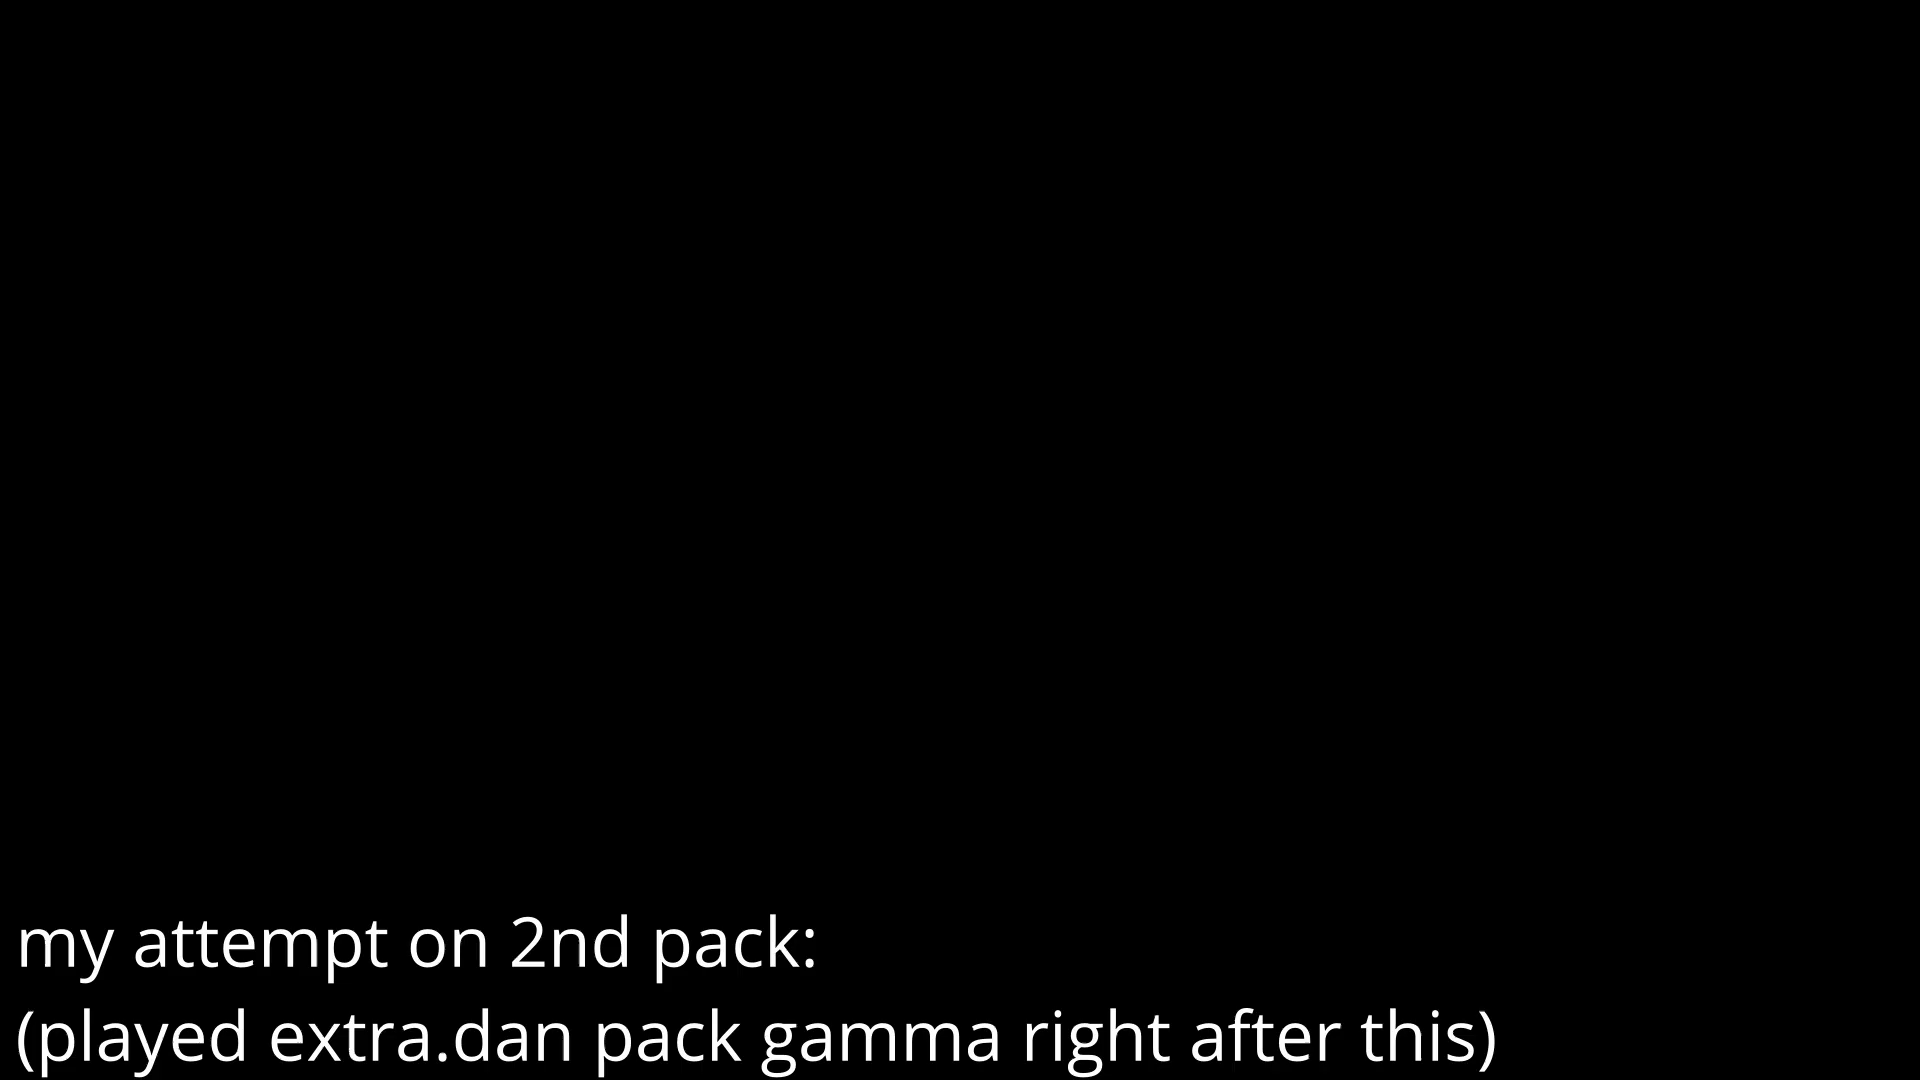 my attempt on 2nd pack:
(played extra.dan pack gamma right after this)